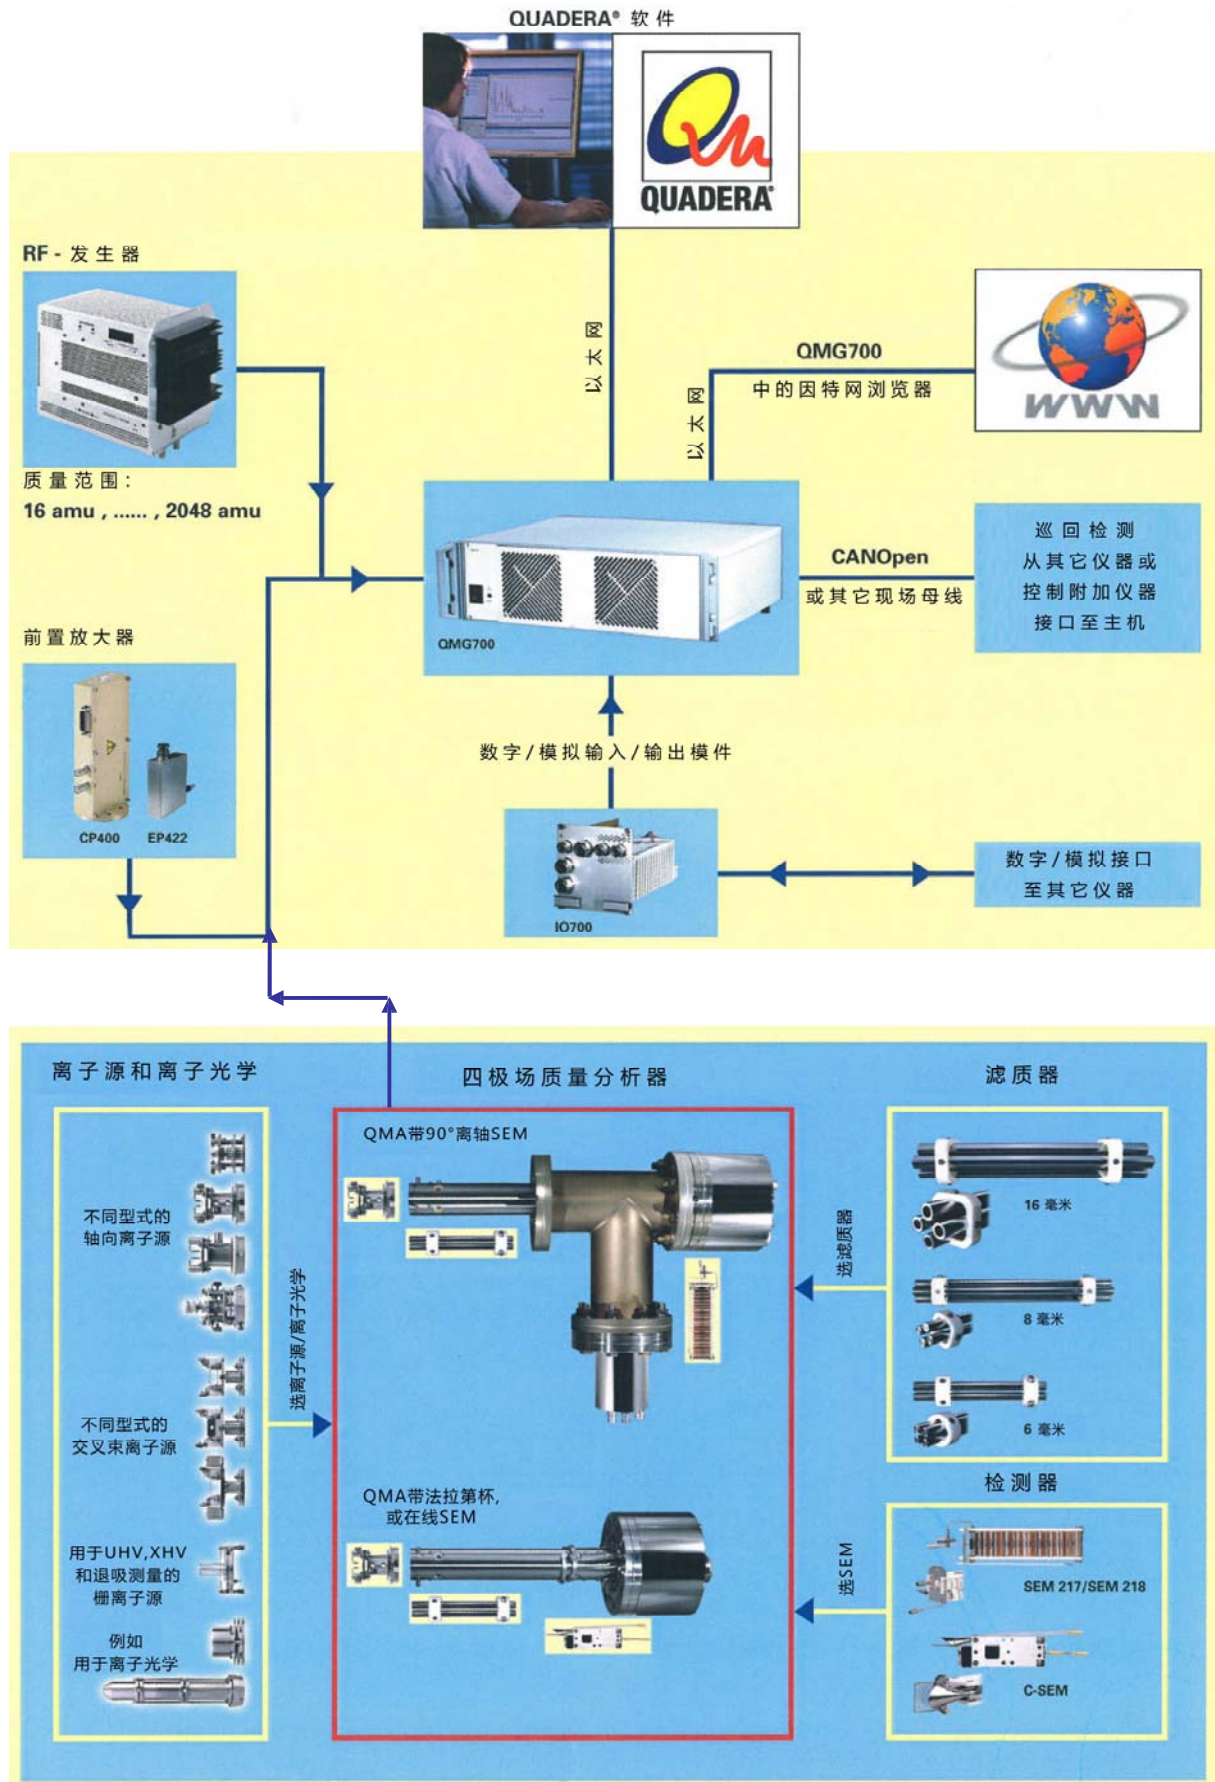 QUADERA® 软件
QUADERA®
RF - 发生器
质量范围：
16 amu , ...... , 2048 amu
以太网
以太网
QMG700
中的因特网浏览器
WWW
QMG700
CANOpen
或其它现场母线
巡回检测
从其它仪器或
控制附加仪器
接口至主机
前置放大器
CP400
EP422
数字/模拟输入/输出模件
IO700
数字/模拟接口
至其它仪器
离子源和离子光学
四极场质量分析器
滤质器
不同型式的
轴向离子源
不同型式的
交叉束离子源
用于UHV,XHV
和退吸测量的
栅离子源
例如
用于离子光学
选离子源/离子光学
QMA带90°离轴SEM
QMA带法拉第杯,
或在线SEM
选滤质器
选SEM
16 毫米
8 毫米
6 毫米
检测器
SEM 217/SEM 218
C-SEM